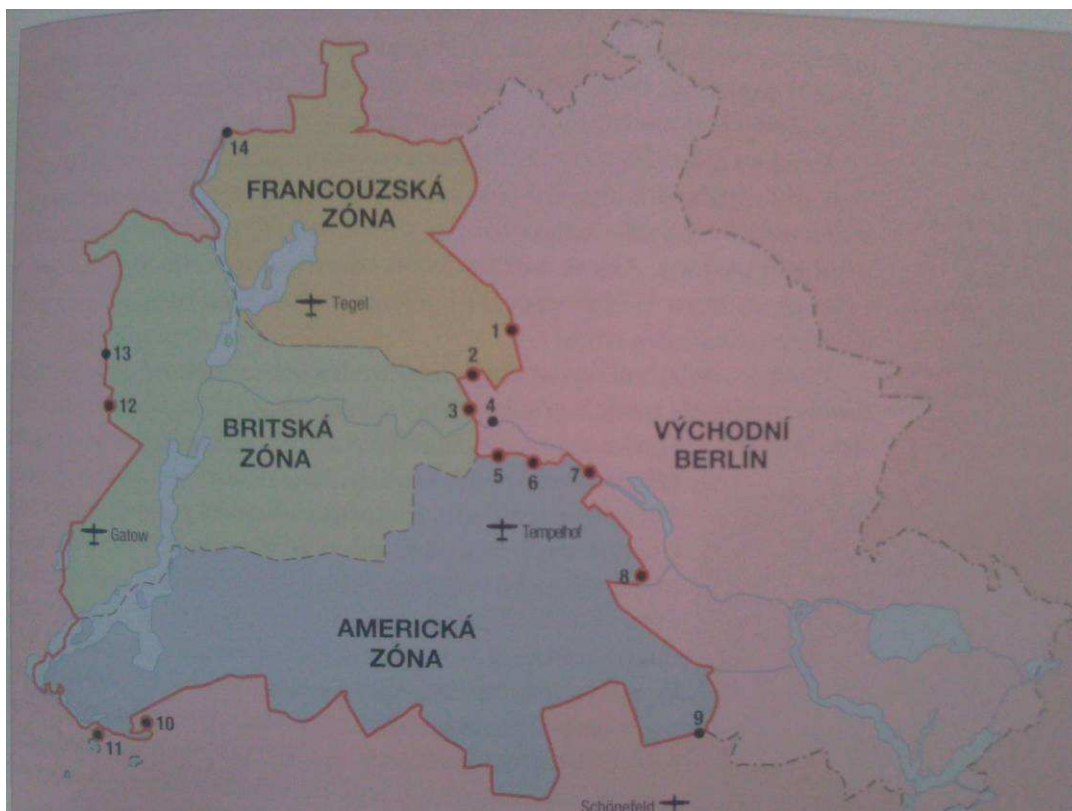 14
FRANCOUZSKÁ
ZÓNA
Tegel
1
2
13
12
3
4
BRITSKÁ
ZÓNA
VÝCHODNÍ
BERLÍN
5
6
7
Gatow
Tempelhof
8
AMERICKÁ
ZÓNA
9
10
11
Schönefeld